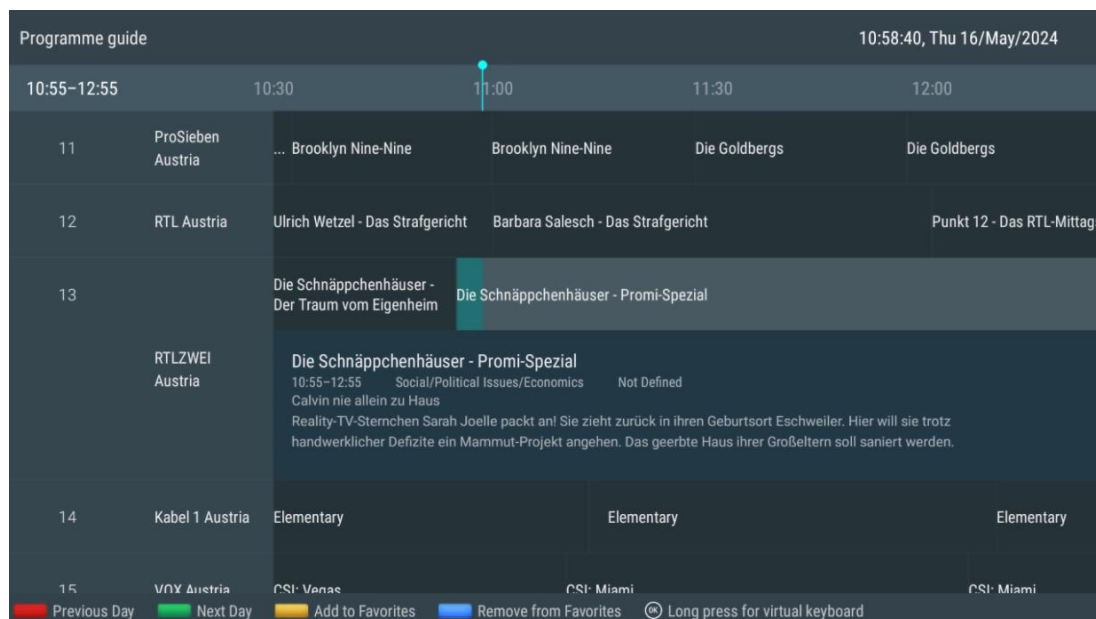 Programme guide
10:58:40, Thu 16/May/2024
10:55–12:55 10:30 11:00 11:30 12:00
11 ProSieben Austria ... Brooklyn Nine-Nine Brooklyn Nine-Nine Die Goldbergs Die Goldbergs
12 RTL Austria Ulrich Wetzel - Das Strafgericht Barbara Salesch - Das Strafgericht Punkt 12 - Das RTL-Mittag
13 Die Schnäppchenhäuser -
Der Traum vom Eigenheim
Die Schnäppchenhäuser - Promi-Spezial
RTLZWEI
Austria
Die Schnäppchenhäuser - Promi-Spezial
10:55–12:55 Social/Political Issues/Economics Not Defined
Calvin nie allein zu Haus
Reality-TV-Sternchen Sarah Joelle packt an! Sie zieht zurück in ihren Geburtsort Eschweiler. Hier will sie trotz
handwerklicher Defizite ein Mammut-Projekt angehen. Das geerbte Haus ihrer Großeltern soll saniert werden.
14 Kabel 1 Austria Elementary Elementary Elementary
15 VOX Austria CSI: Vegas CSI: Miami CSI: Miami
Previous Day Next Day Add to Favorites Remove from Favorites OK Long press for virtual keyboard